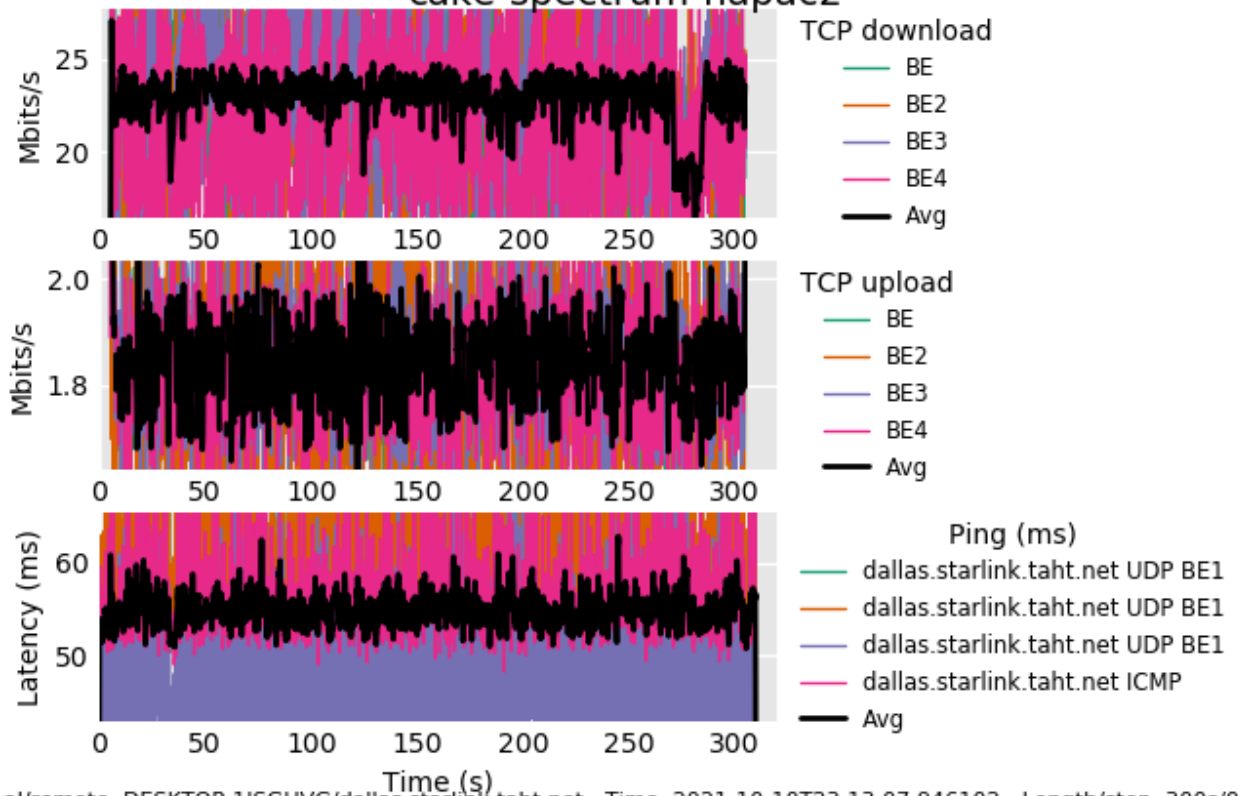 TCP download
BE
BE2
BE3
BE4
Avg
Mbits/s
25
20
0 50 100 150 200 250 300
TCP upload
BE
BE2
BE3
BE4
Avg
Mbits/s
2.0
1.8
0 50 100 150 200 250 300
Ping (ms)
dallas.starlink.taht.net UDP BE1
dallas.starlink.taht.net UDP BE1
dallas.starlink.taht.net UDP BE1
dallas.starlink.taht.net ICMP
Avg
Latency (ms)
60
50
0 50 100 150 200 250 300
Time (s)